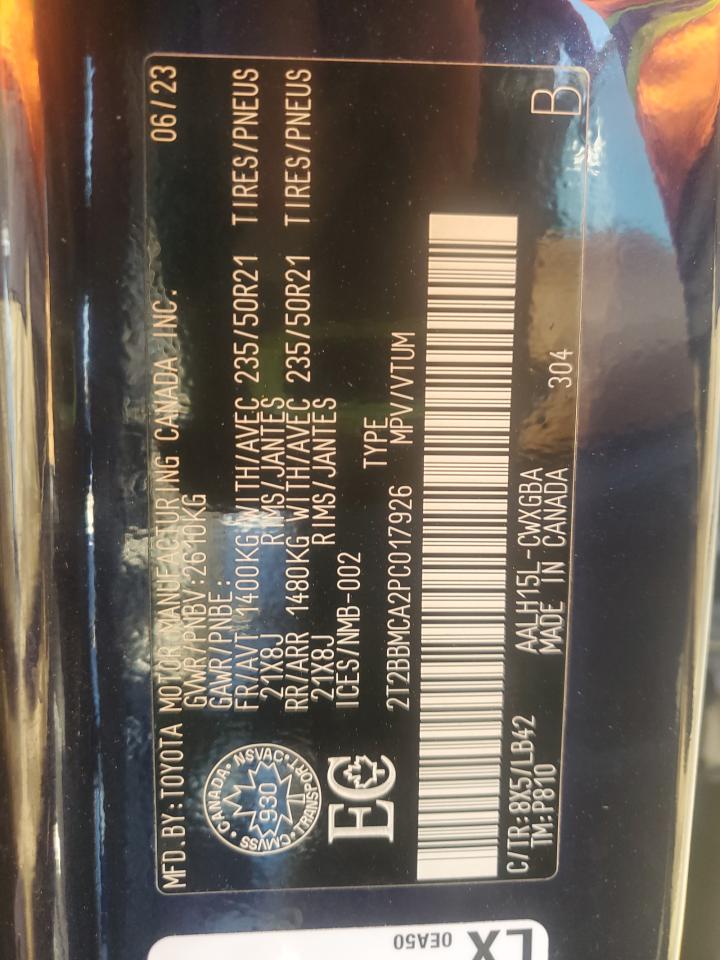 MFD.BY:TOYOTA MOTOR MANUFACTURING CANADA INC. 06/23
GVWR/PNBV:2610KG
GAWR/PNBE:
FR/AVT 1400KG WITH/AVEC 235/50R21 TIRES/PNEUS
21X8J RIMS/JANTES
RR/ARR 1480KG WITH/AVEC 235/50R21 TIRES/PNEUS
21X8J RIMS/JANTES
ICES/NMB-002
TYPE
2T2BBMCA2PC017926 MPV/VTUM
CANADA • NSVAC • TRANSPORT • CMVSS
930
EC
C/TR:8X5/LB42 AALH15L-CWXGBA
TM:P810 MADE IN CANADA 304 B
LX
0EA50